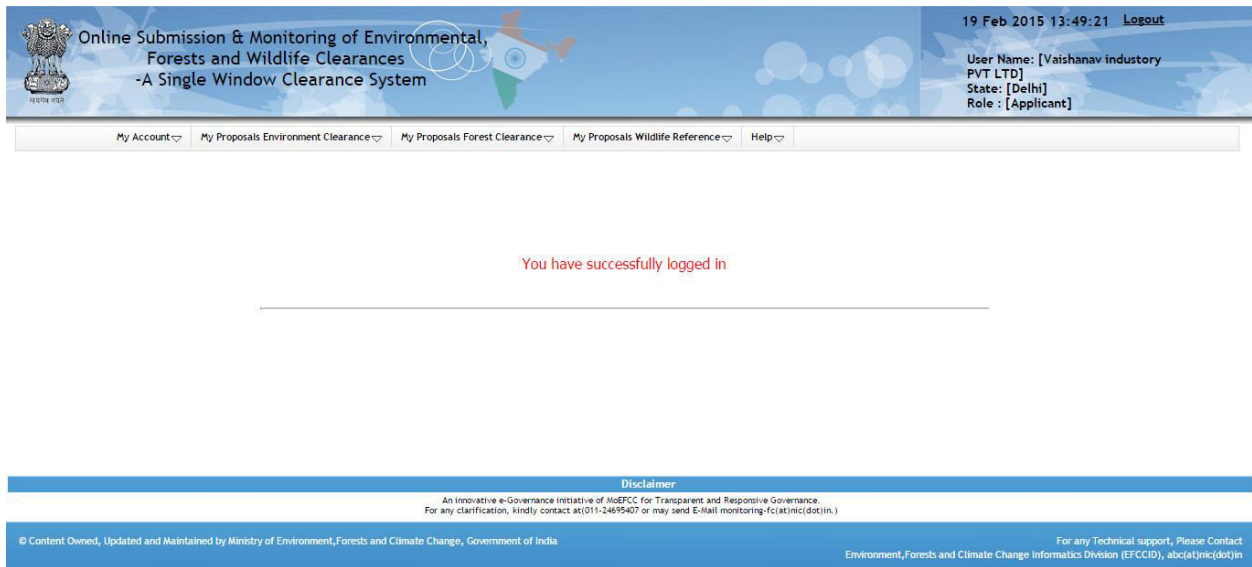 Online Submission & Monitoring of Environmental,
Forests and Wildlife Clearances
-A Single Window Clearance System
सत्यमेव जयते
19 Feb 2015 13:49:21 Logout
User Name: [Vaishanav industory
PVT LTD]
State: [Delhi]
Role : [Applicant]
My Account My Proposals Environment Clearance My Proposals Forest Clearance My Proposals Wildlife Reference Help
You have successfully logged in
Disclaimer
An innovative e-Governance initiative of MoEFCC for Transparent and Responsive Governance.
For any clarification, kindly contact at(011-24695407 or may send E-Mail monitoring-fc(at)nic(dot)in.)
© Content Owned, Updated and Maintained by Ministry of Environment,Forests and Climate Change, Government of India
For any Technical support, Please Contact
Environment,Forests and Climate Change Informatics Division (EFCCID), abc(at)nic(dot)in